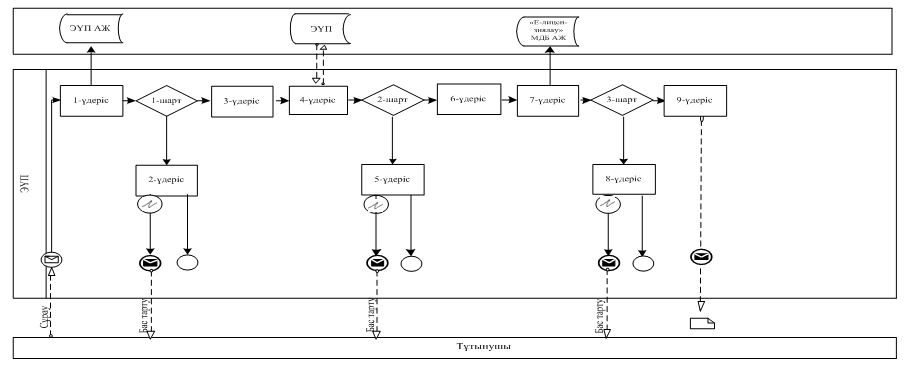 ЭҮП АЖ
ЭҮП
«Е-лицен-
зиялау»
МДБ АЖ
1-үдеріс
1-шарт
3-үдеріс
4-үдеріс
2-шарт
6-үдеріс
7-үдеріс
3-шарт
9-үдеріс
ЭҮП
2-үдеріс
5-үдеріс
8-үдеріс
Сұрау
Бас тарту
Бас тарту
Бас тарту
Тұтынушы